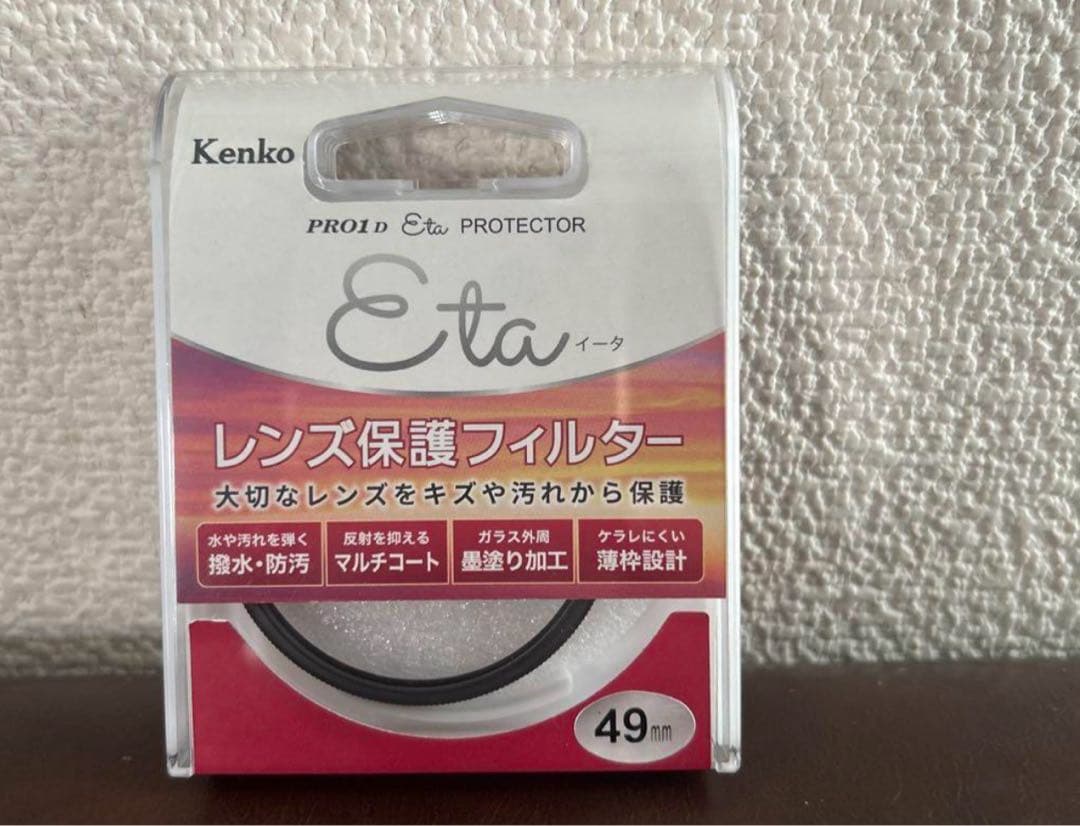 Kenko
PRO1D Eta PROTECTOR
Eta イータ
レンズ保護フィルター
大切なレンズをキズや汚れから保護
水や汚れを弾く
撥水・防汚
反射を抑える
マルチコート
ガラス外周
墨塗り加工
ケラレにくい
薄枠設計
49mm